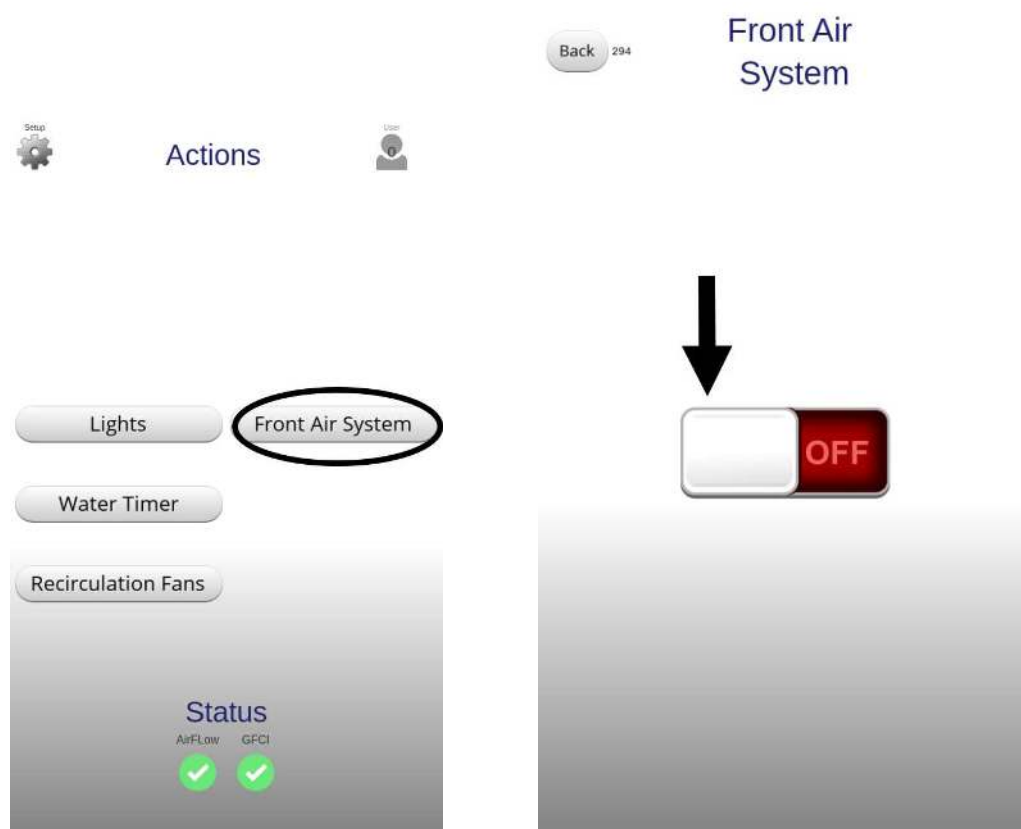 Setup
Actions
User
0
Lights
Front Air System
Water Timer
Recirculation Fans
Status
AirFLow GFCI
Back 294
Front Air
System
OFF